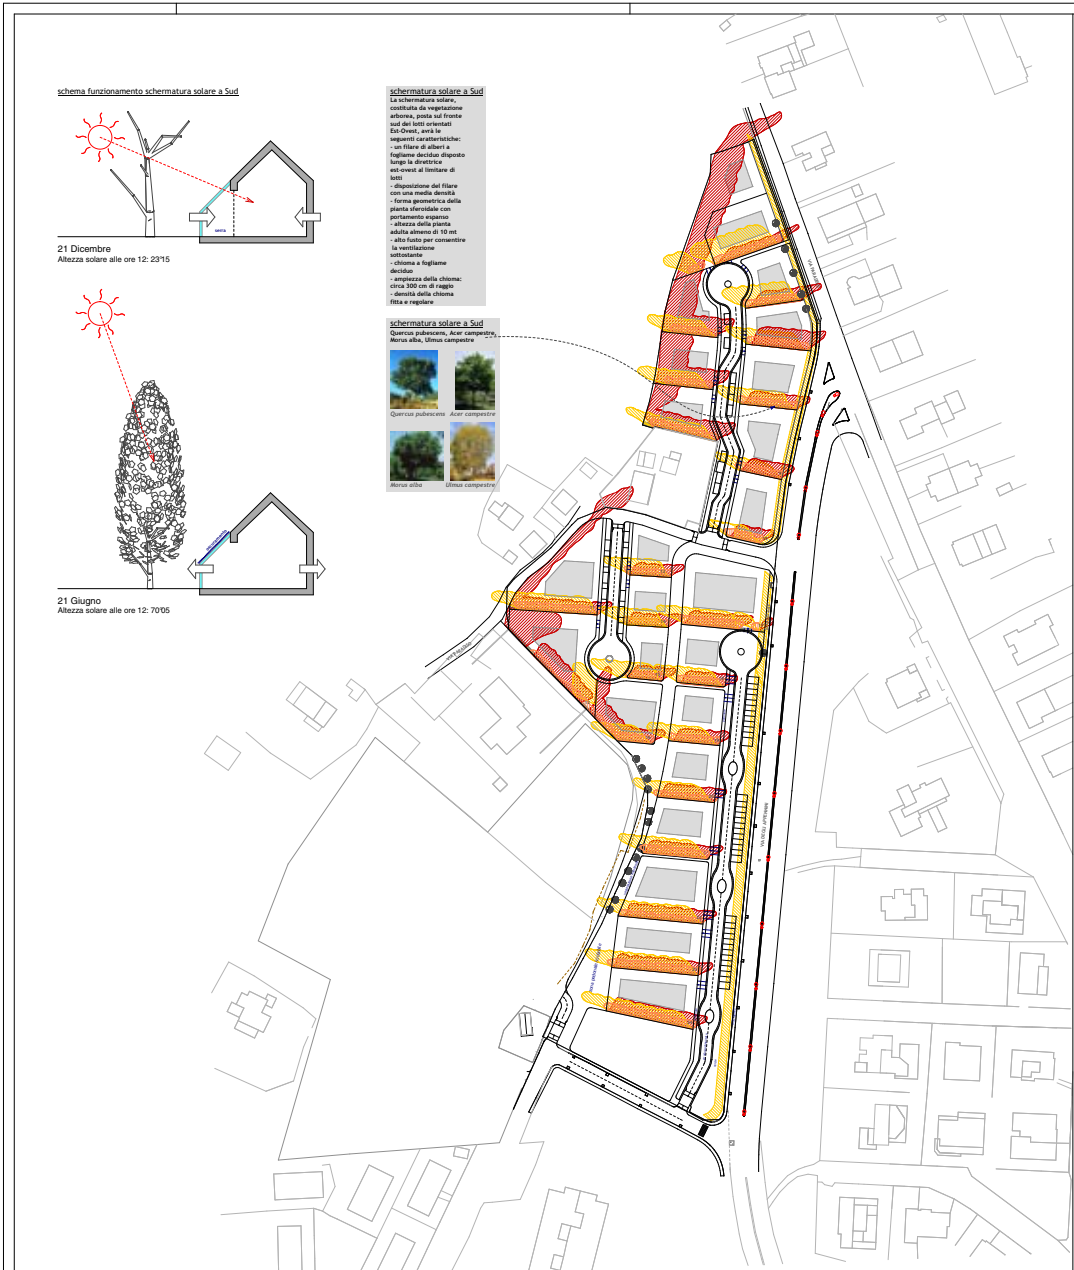 schema funzionamento schermatura solare a Sud
serra
21 Dicembre
Altezza solare alle ore 12: 23°15
21 Giugno
Altezza solare alle ore 12: 70°05
schermatura solare a Sud
La schermatura solare,
costituita da vegetazione
arborea, posta sul fronte
sud dei lotti orientati
Est-Ovest, avrà le
seguenti caratteristiche:
- un filare di alberi a
fogliame deciduo disposto
lungo la direttrice
est-ovest al limitare di
lotti
- disposizione del filare
con una media densità
- forma geometrica della
pianta sferoidale con
portamento espanso
- altezza della pianta
adulta almeno di 10 mt
- alto fusto per consentire
la ventilazione
sottostante
- chioma a fogliame
deciduo
- ampiezza della chioma:
circa 300 cm di raggio
- densità della chioma
fitta e regolare
schermatura solare a Sud
Quercus pubescens, Acer campestre,
Morus alba, Ulmus campestre
Quercus pubescens Acer campestre
Morus alba Ulmus campestre
VIA DEGLI APPENNINI